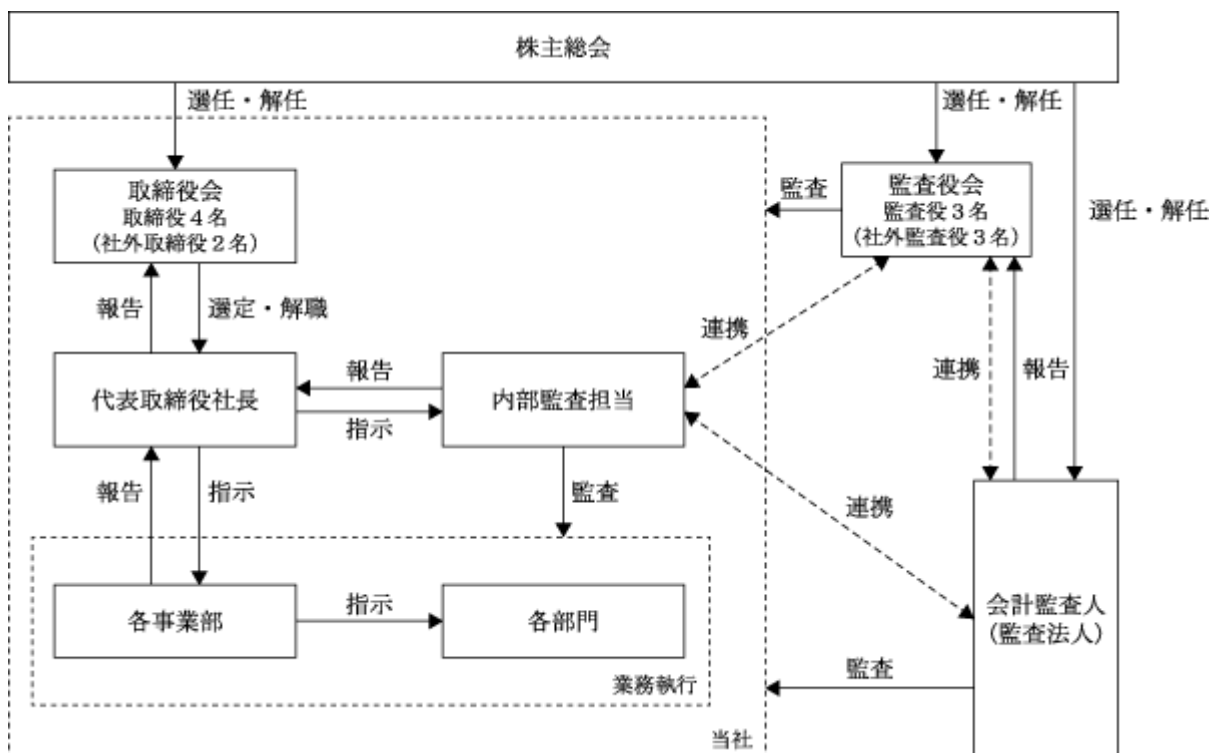 株主総会
選任・解任
選任・解任
選任・解任
取締役会
取締役４名
（社外取締役２名）
監査
監査役会
監査役３名
（社外監査役３名）
報告
選定・解職
連携
連携
報告
代表取締役社長
報告
指示
内部監査担当
報告
指示
監査
連携
各事業部
指示
各部門
業務執行
会計監査人
（監査法人）
監査
当社